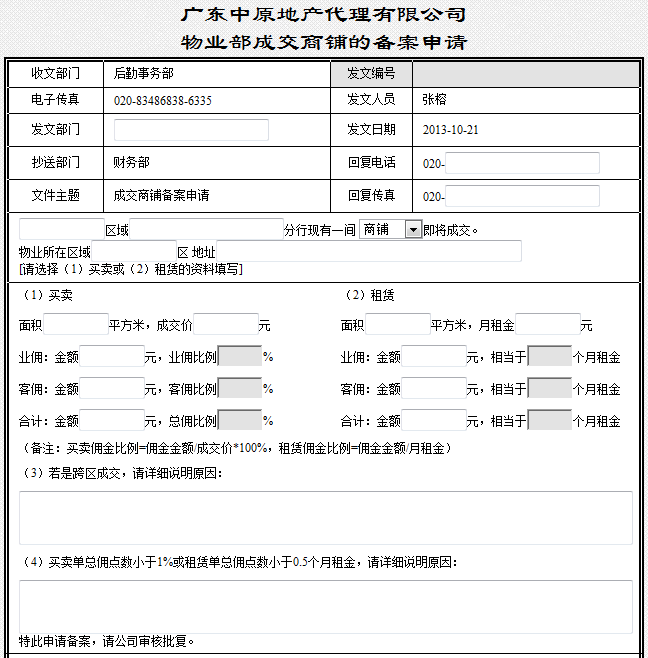 广东中原地产代理有限公司
物业部成交商铺的备案申请
收文部门 后勤事务部 发文编号
电子传真 020-83486838-6335 发文人员 张榕
发文部门 发文日期 2013-10-21
抄送部门 财务部 回复电话 020-
文件主题 成交商铺备案申请 回复传真 020-
区域 分行现有一间 商铺 即将成交。
物业所在区域 区 地址
[请选择（1）买卖或（2）租赁的资料填写]
（1）买卖 （2）租赁
面积 平方米，成交价 元 面积 平方米，月租金 元
业佣：金额 元，业佣比例 % 业佣：金额 元，相当于 个月租金
客佣：金额 元，客佣比例 % 客佣：金额 元，相当于 个月租金
合计：金额 元，总佣比例 % 合计：金额 元，相当于 个月租金
（备注：买卖佣金比例=佣金金额/成交价*100%，租赁佣金比例=佣金金额/月租金）
（3）若是跨区成交，请详细说明原因：
（4）买卖单总佣点数小于1%或租赁单总佣点数小于0.5个月租金，请详细说明原因：
特此申请备案，请公司审核批复。